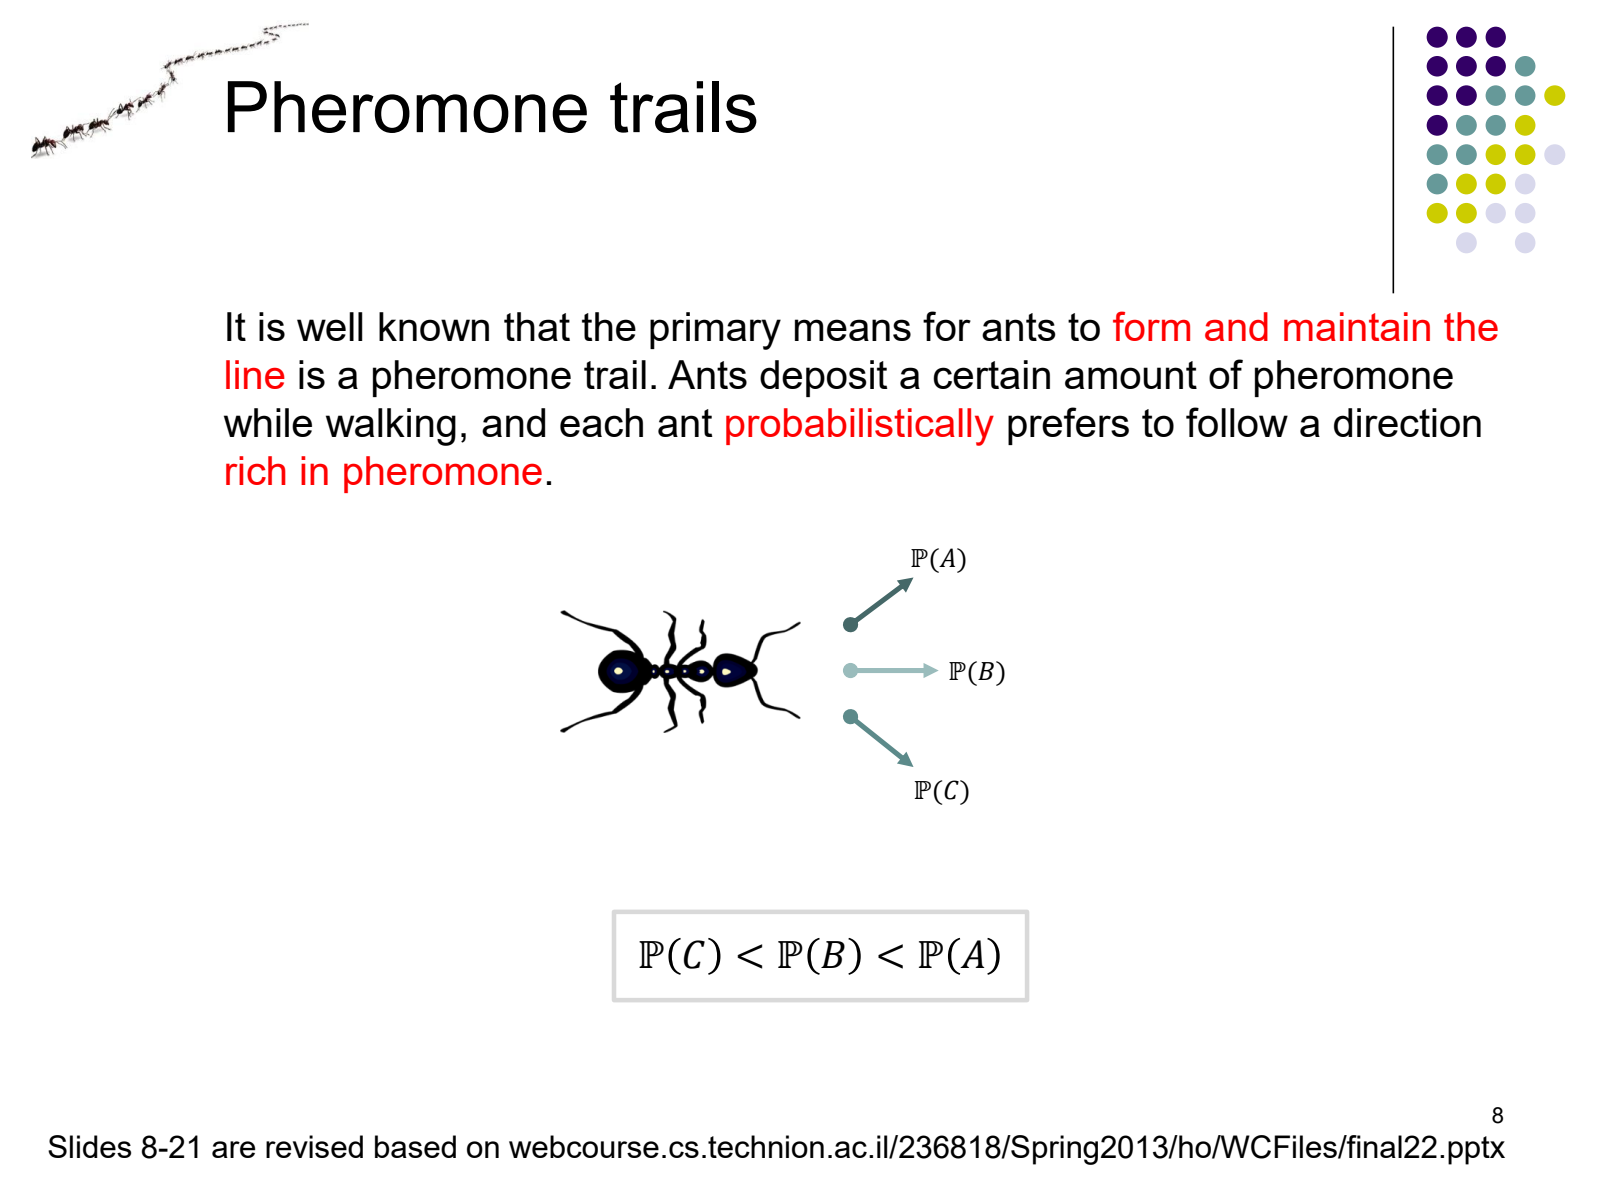 Pheromone trails
It is well known that the primary means for ants to form and maintain the
line is a pheromone trail. Ants deposit a certain amount of pheromone
while walking, and each ant probabilistically prefers to follow a direction
rich in pheromone.
ℙ(A)
ℙ(B)
ℙ(C)
ℙ(C) < ℙ(B) < ℙ(A)
8
Slides 8-21 are revised based on webcourse.cs.technion.ac.il/236818/Spring2013/ho/WCFiles/final22.pptx